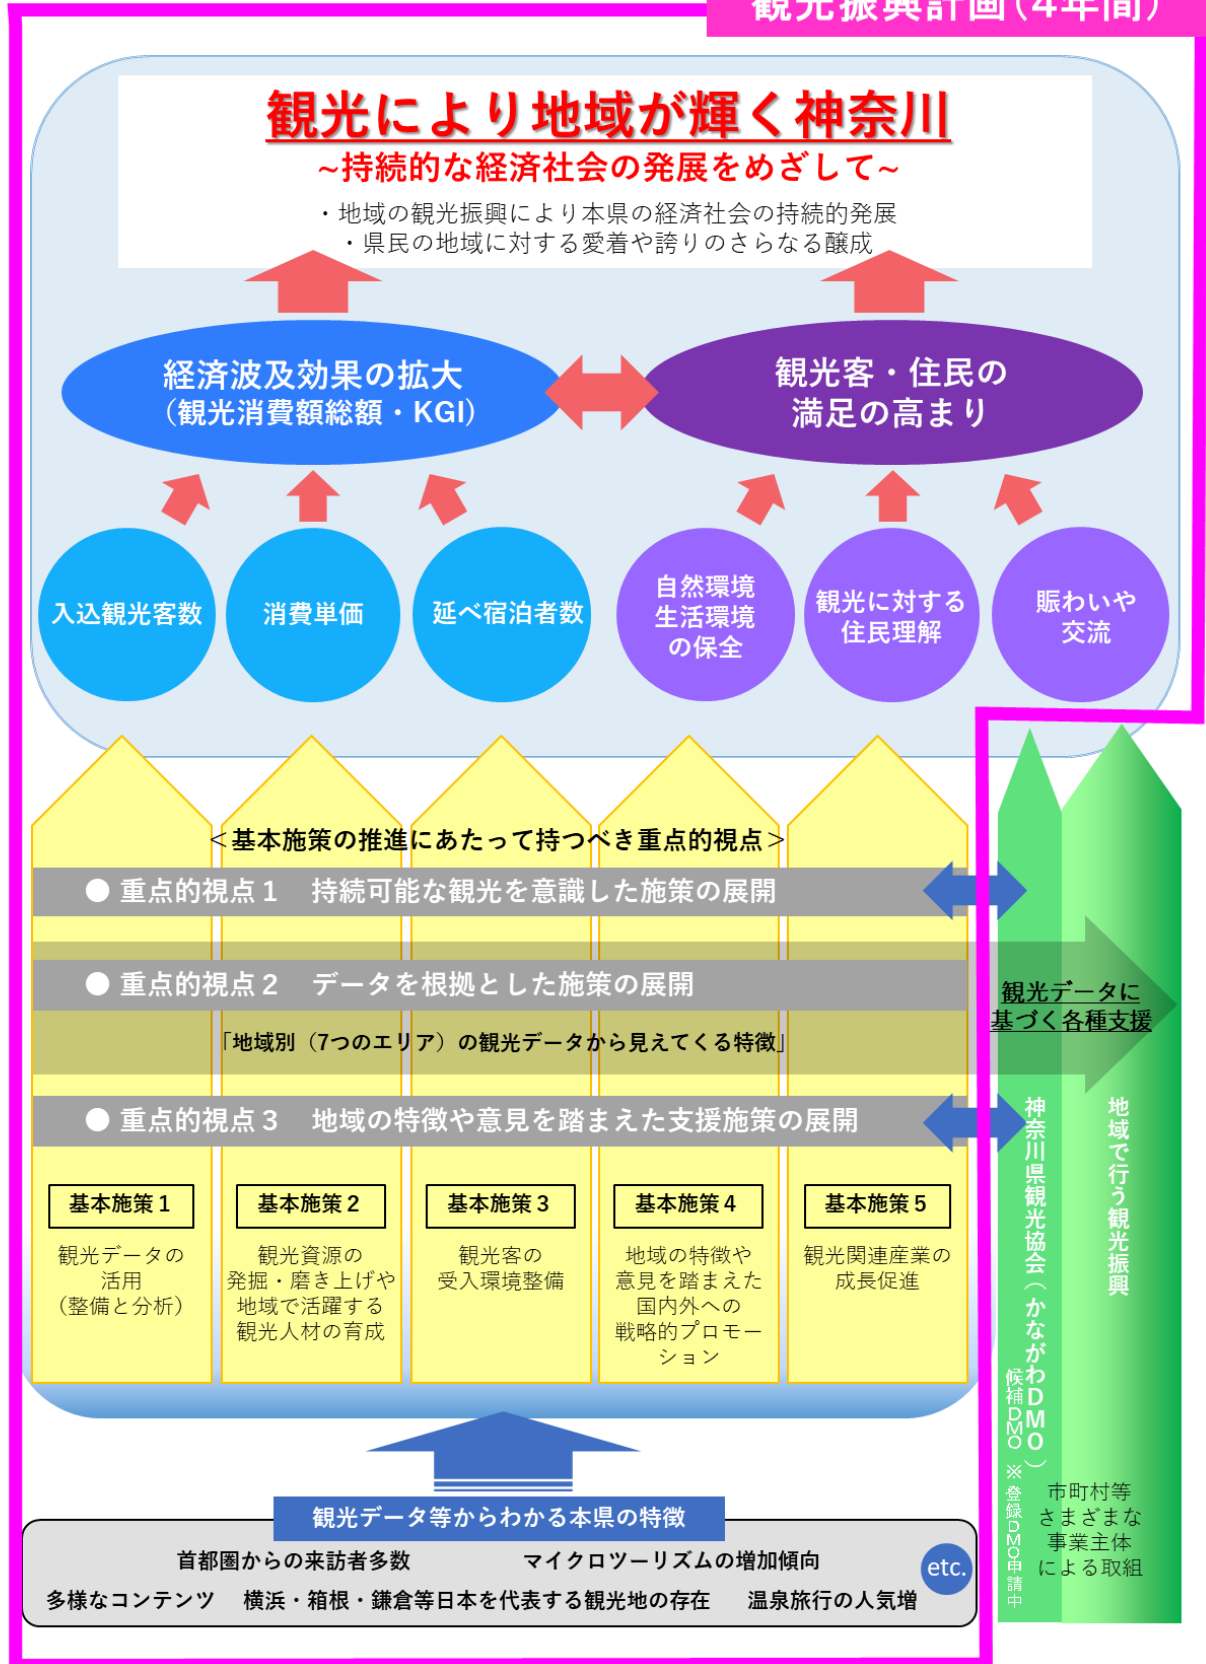 観光振興計画(4年間)
観光により地域が輝く神奈川
~持続的な経済社会の発展をめざして~
・地域の観光振興により本県の経済社会の持続的発展
・県民の地域に対する愛着や誇りのさらなる醸成
経済波及効果の拡大
（観光消費額総額・KGI）
観光客・住民の
満足の高まり
入込観光客数
消費単価
延べ宿泊者数
自然環境
生活環境
の保全
観光に対する
住民理解
賑わいや
交流
＜基本施策の推進にあたって持つべき重点的視点＞
● 重点的視点１　持続可能な観光を意識した施策の展開
● 重点的視点２　データを根拠とした施策の展開
「地域別（7つのエリア）の観光データから見えてくる特徴」
● 重点的視点３　地域の特徴や意見を踏まえた支援施策の展開
観光データに
基づく各種支援
基本施策１
観光データの
活用
（整備と分析）
基本施策２
観光資源の
発掘・磨き上げや
地域で活躍する
観光人材の育成
基本施策３
観光客の
受入環境整備
基本施策４
地域の特徴や
意見を踏まえた
国内外への
戦略的プロモー
ション
基本施策５
観光関連産業の
成長促進
神奈川県観光協会（かながわDMO）
候補DMO ※登録DMO申請中
地域で行う観光振興
市町村等
さまざまな
事業主体
による取組
観光データ等からわかる本県の特徴
首都圏からの来訪者多数　マイクロツーリズムの増加傾向
多様なコンテンツ　横浜・箱根・鎌倉等日本を代表する観光地の存在　温泉旅行の人気増
etc.